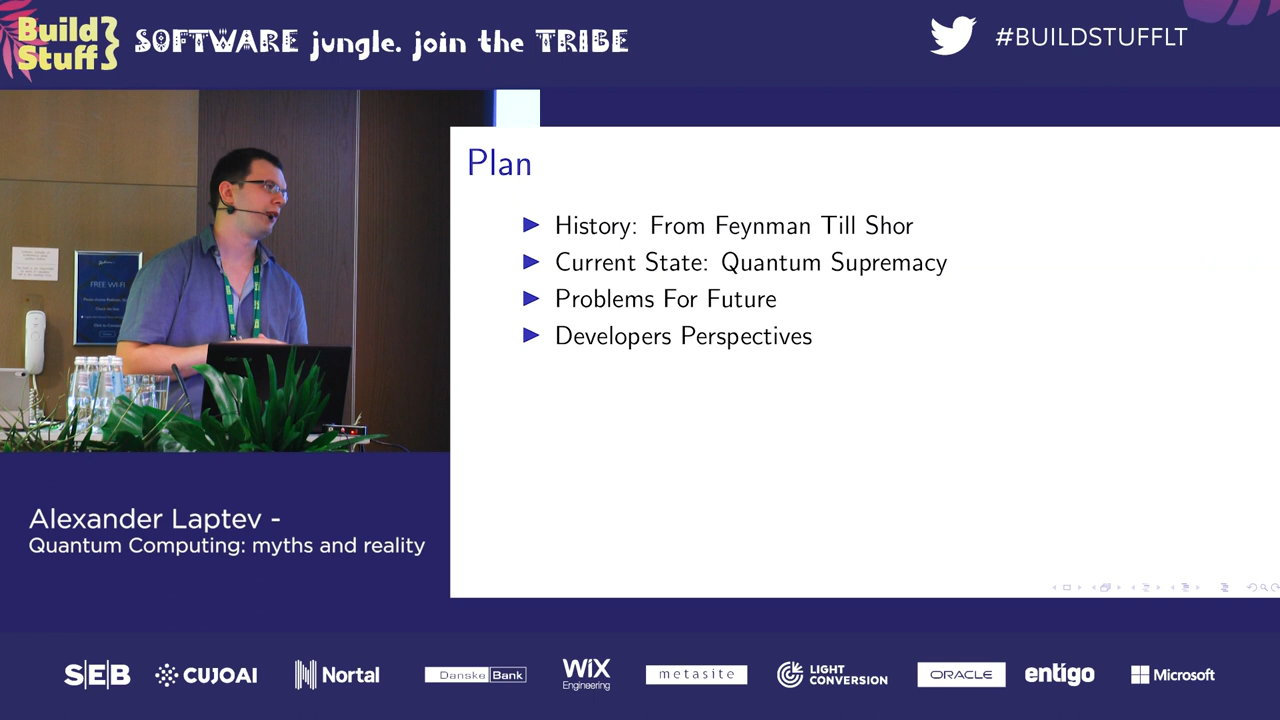 Build
Stuff
SOFTWARE jungle. join the TRIBE
#BUILDSTUFFLT
Plan
History: From Feynman Till Shor
Current State: Quantum Supremacy
Problems For Future
Developers Perspectives
FREE WI-FI
Alexander Laptev -
Quantum Computing: myths and reality
SEB
CUJOAI
Nortal
Danske Bank
WiX
Engineering
metasite
LIGHT
CONVERSION
ORACLE
entigo
Microsoft